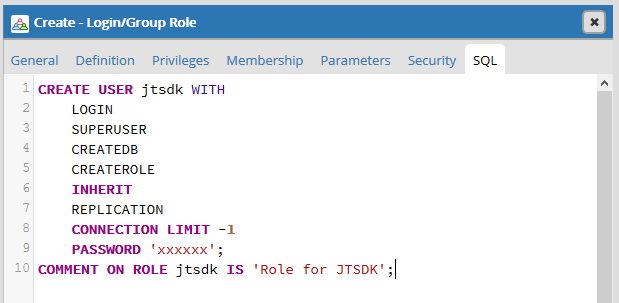 Create - Login/Group Role
General Definition Privileges Membership Parameters Security SQL
1 CREATE USER jtsdk WITH
2 LOGIN
3 SUPERUSER
4 CREATEDB
5 CREATEROLE
6 INHERIT
7 REPLICATION
8 CONNECTION LIMIT -1
9 PASSWORD 'xxxxxx';
10 COMMENT ON ROLE jtsdk IS 'Role for JTSDK';